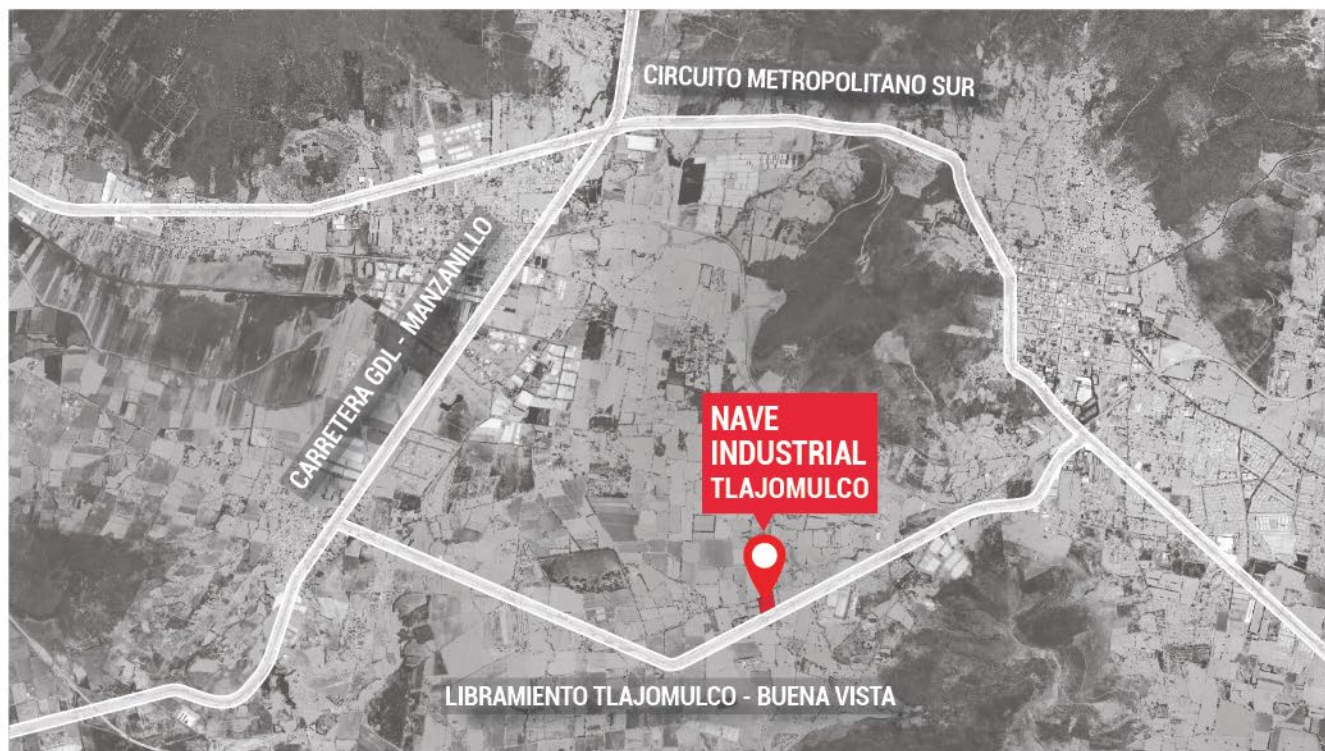 CIRCUITO METROPOLITANO SUR
CARRETERA GDL - MANZANILLO
NAVE
INDUSTRIAL
TLAJOMULCO
LIBRAMIENTO TLAJOMULCO - BUENA VISTA